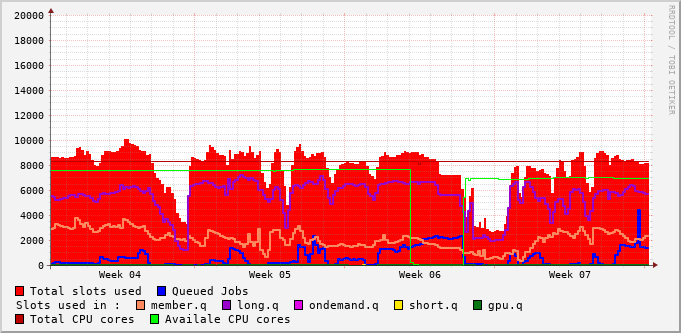 20000
18000
16000
14000
12000
10000
8000
6000
4000
2000
0
Week 04 Week 05 Week 06 Week 07
RRDTOOL / TOBI OETIKER
Total slots used Queued Jobs
Slots used in : member.q long.q ondemand.q short.q gpu.q
Total CPU cores Availale CPU cores